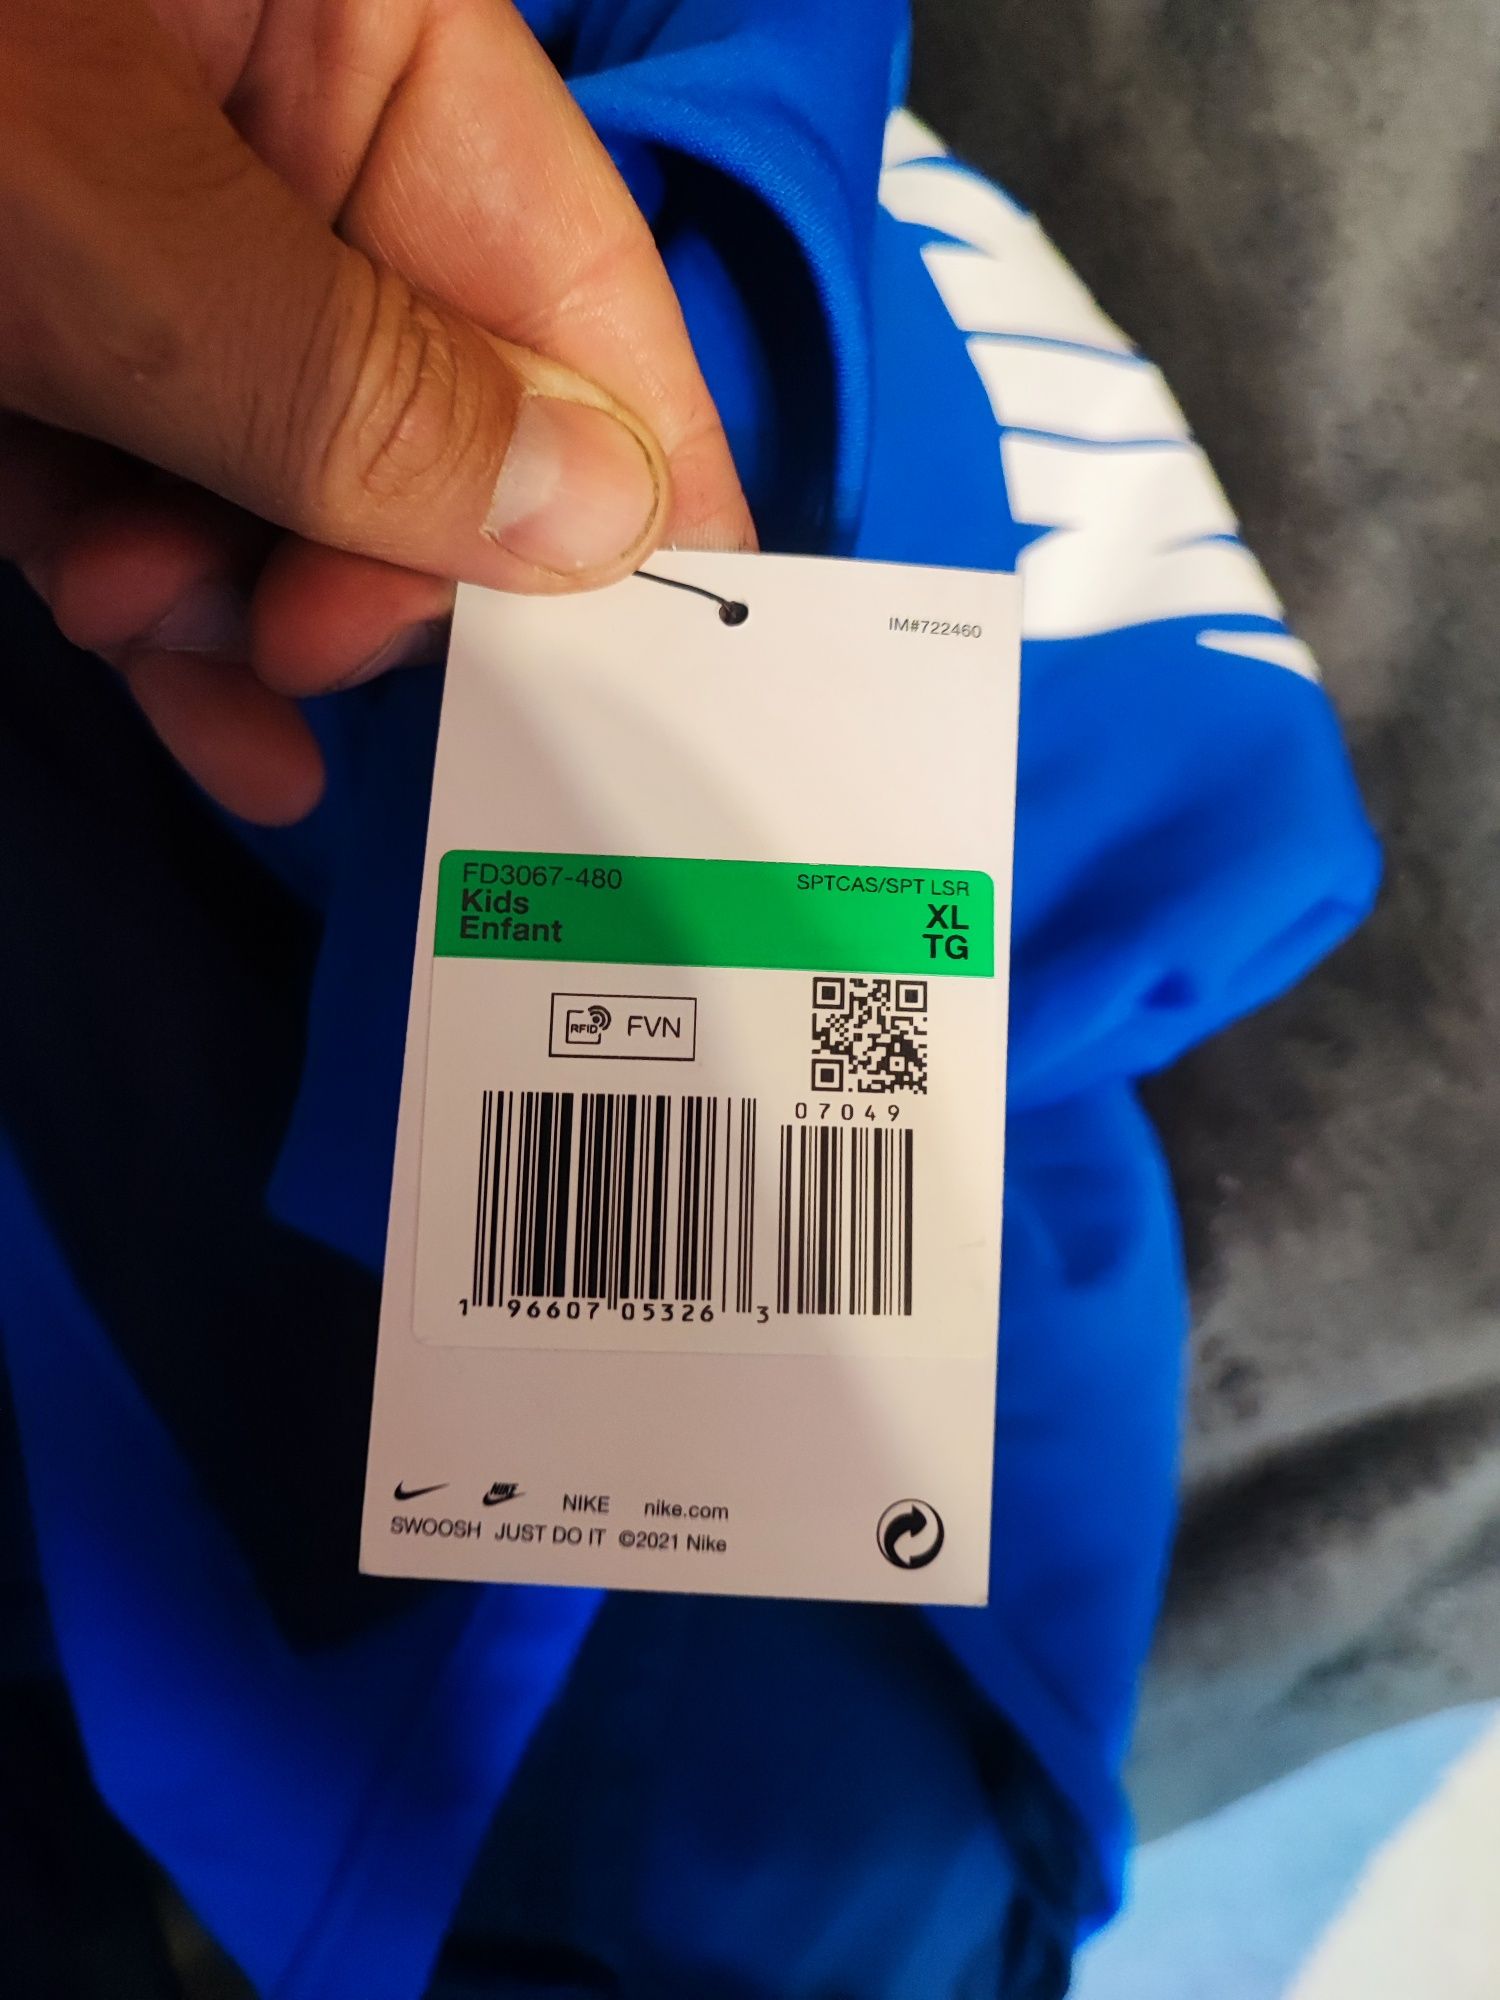 IM#722460
FD3067-480
SPTCAS/SPT LSR
Kids
XL
Enfant
TG
RFID FVN
07049
1 96607 05326 3
NIKE NIKE nike.com
SWOOSH JUST DO IT ©2021 Nike